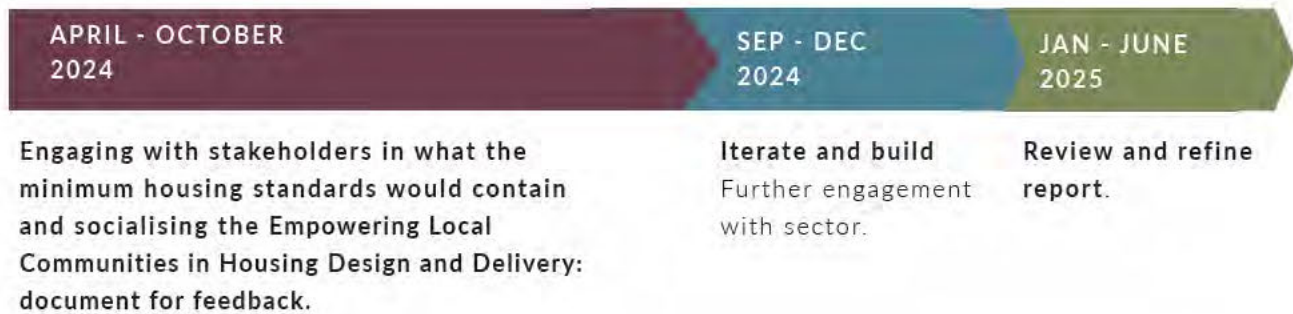 APRIL - OCTOBER
2024
SEP - DEC
2024
JAN - JUNE
2025
Engaging with stakeholders in what the
minimum housing standards would contain
and socialising the Empowering Local
Communities in Housing Design and Delivery:
document for feedback.
Iterate and build
Further engagement
with sector.
Review and refine
report.